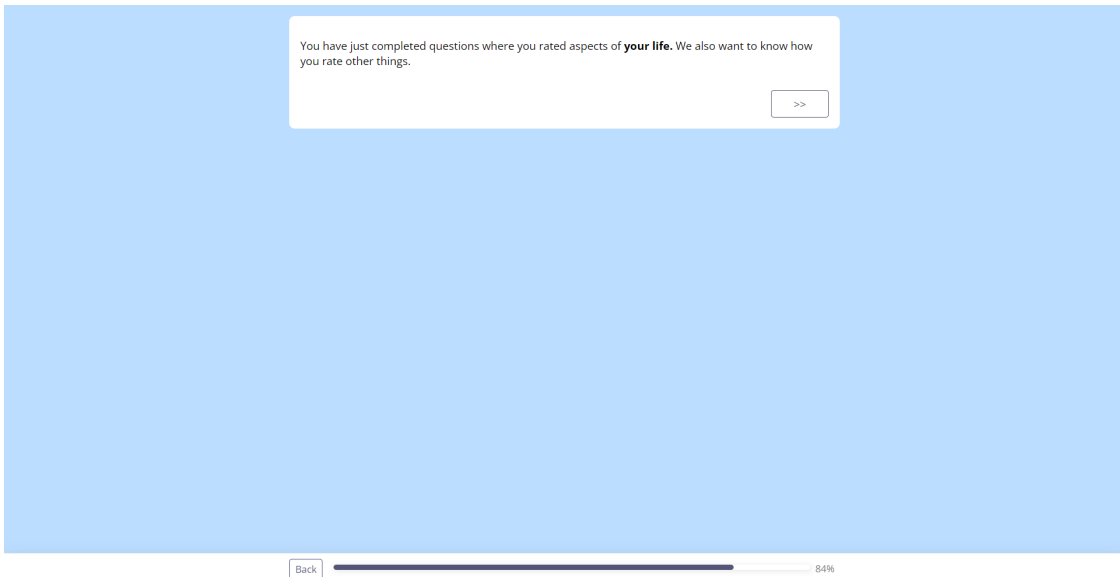 You have just completed questions where you rated aspects of your life. We also want to know how
you rate other things.
>>
Back
84%